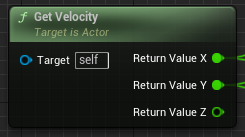 f Get Velocity
Target is Actor
Target self
Return Value X
Return Value Y
Return Value Z